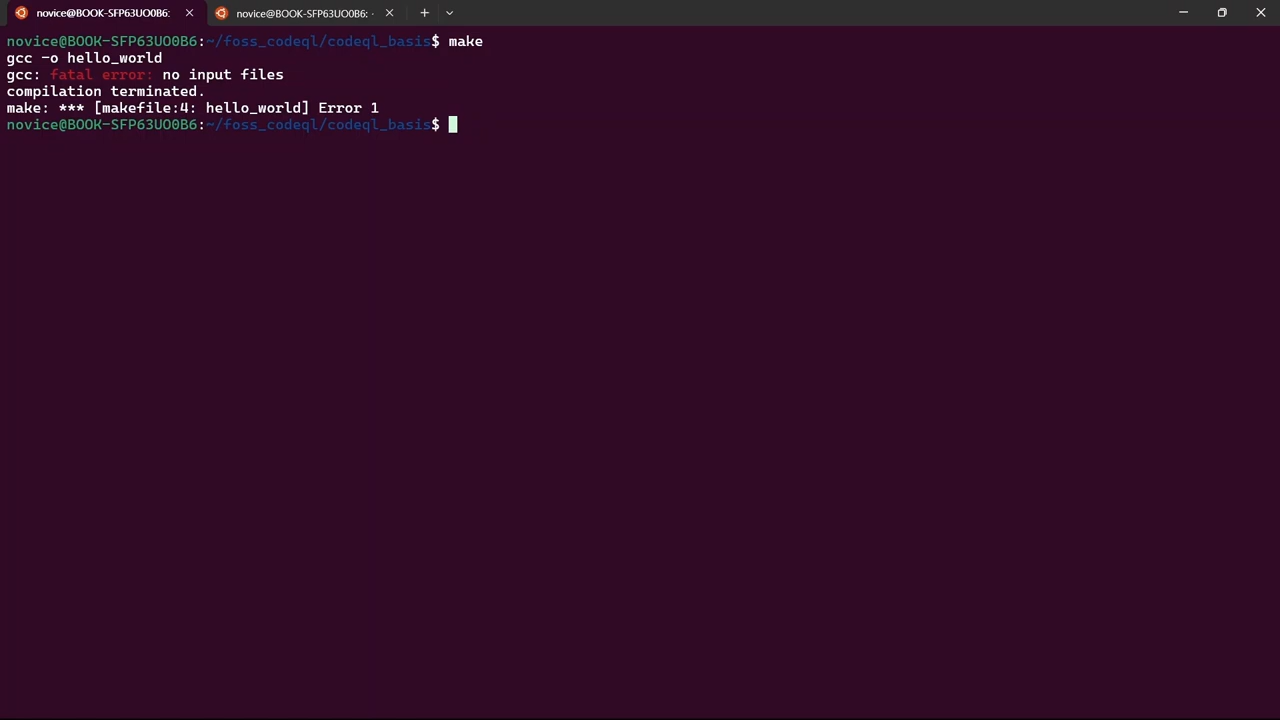 novice@BOOK-SFP63UO0B6:
novice@BOOK-SFP63UO0B6: -
novice@BOOK-SFP63UO0B6:~/foss_codeql/codeql_basis$ make
gcc -o hello_world
gcc: fatal error: no input files
compilation terminated.
make: *** [makefile:4: hello_world] Error 1
novice@BOOK-SFP63UO0B6:~/foss_codeql/codeql_basis$